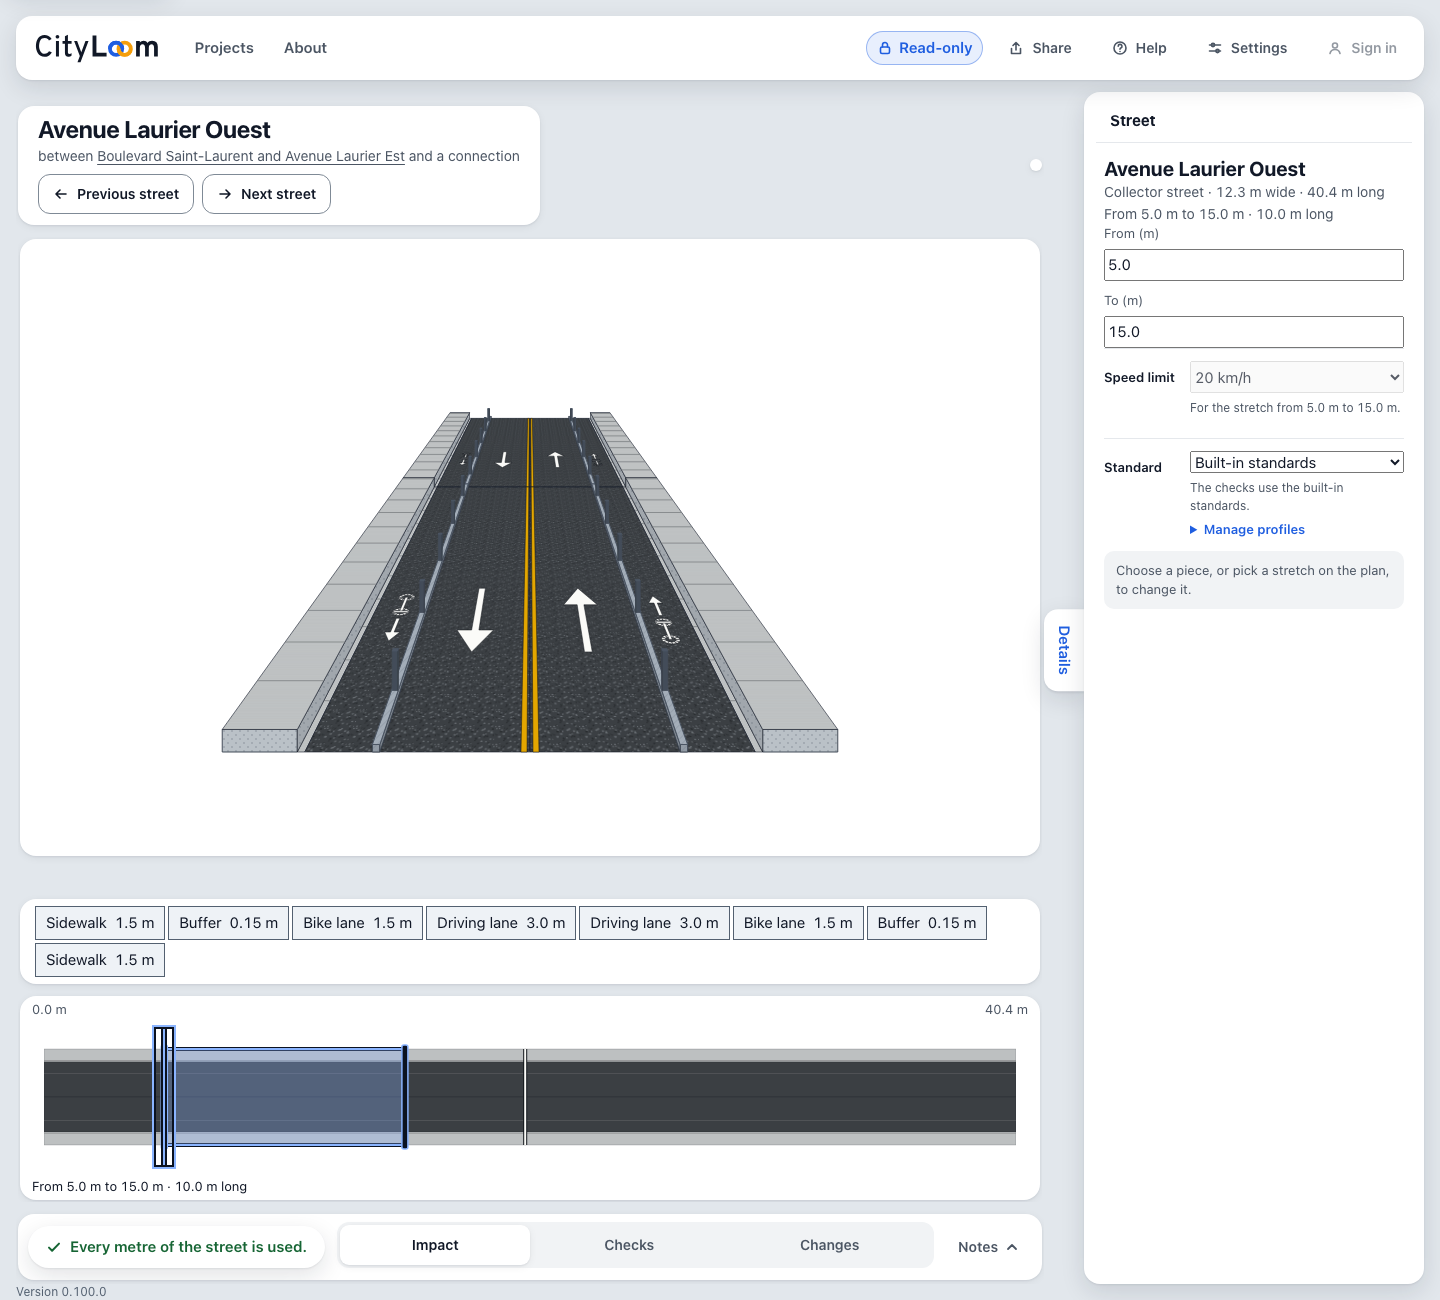 CityLoom
Projects
About
Read-only
Share
Help
Settings
Sign in
Avenue Laurier Ouest
between Boulevard Saint-Laurent and Avenue Laurier Est and a connection
Previous street
Next street
Street
Avenue Laurier Ouest
Collector street · 12.3 m wide · 40.4 m long
From 5.0 m to 15.0 m · 10.0 m long
From (m)
5.0
To (m)
15.0
Speed limit
20 km/h
For the stretch from 5.0 m to 15.0 m.
Standard
Built-in standards
The checks use the built-in
standards.
Manage profiles
Choose a piece, or pick a stretch on the plan,
to change it.
Details
Sidewalk 1.5 m
Buffer 0.15 m
Bike lane 1.5 m
Driving lane 3.0 m
Driving lane 3.0 m
Bike lane 1.5 m
Buffer 0.15 m
Sidewalk 1.5 m
0.0 m
40.4 m
From 5.0 m to 15.0 m · 10.0 m long
Every metre of the street is used.
Impact
Checks
Changes
Notes
Version 0.100.0